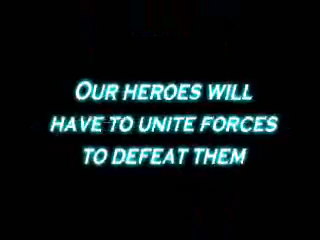 OUR HEROES WILL
HAVE TO UNITE FORCES
TO DEFEAT THEM